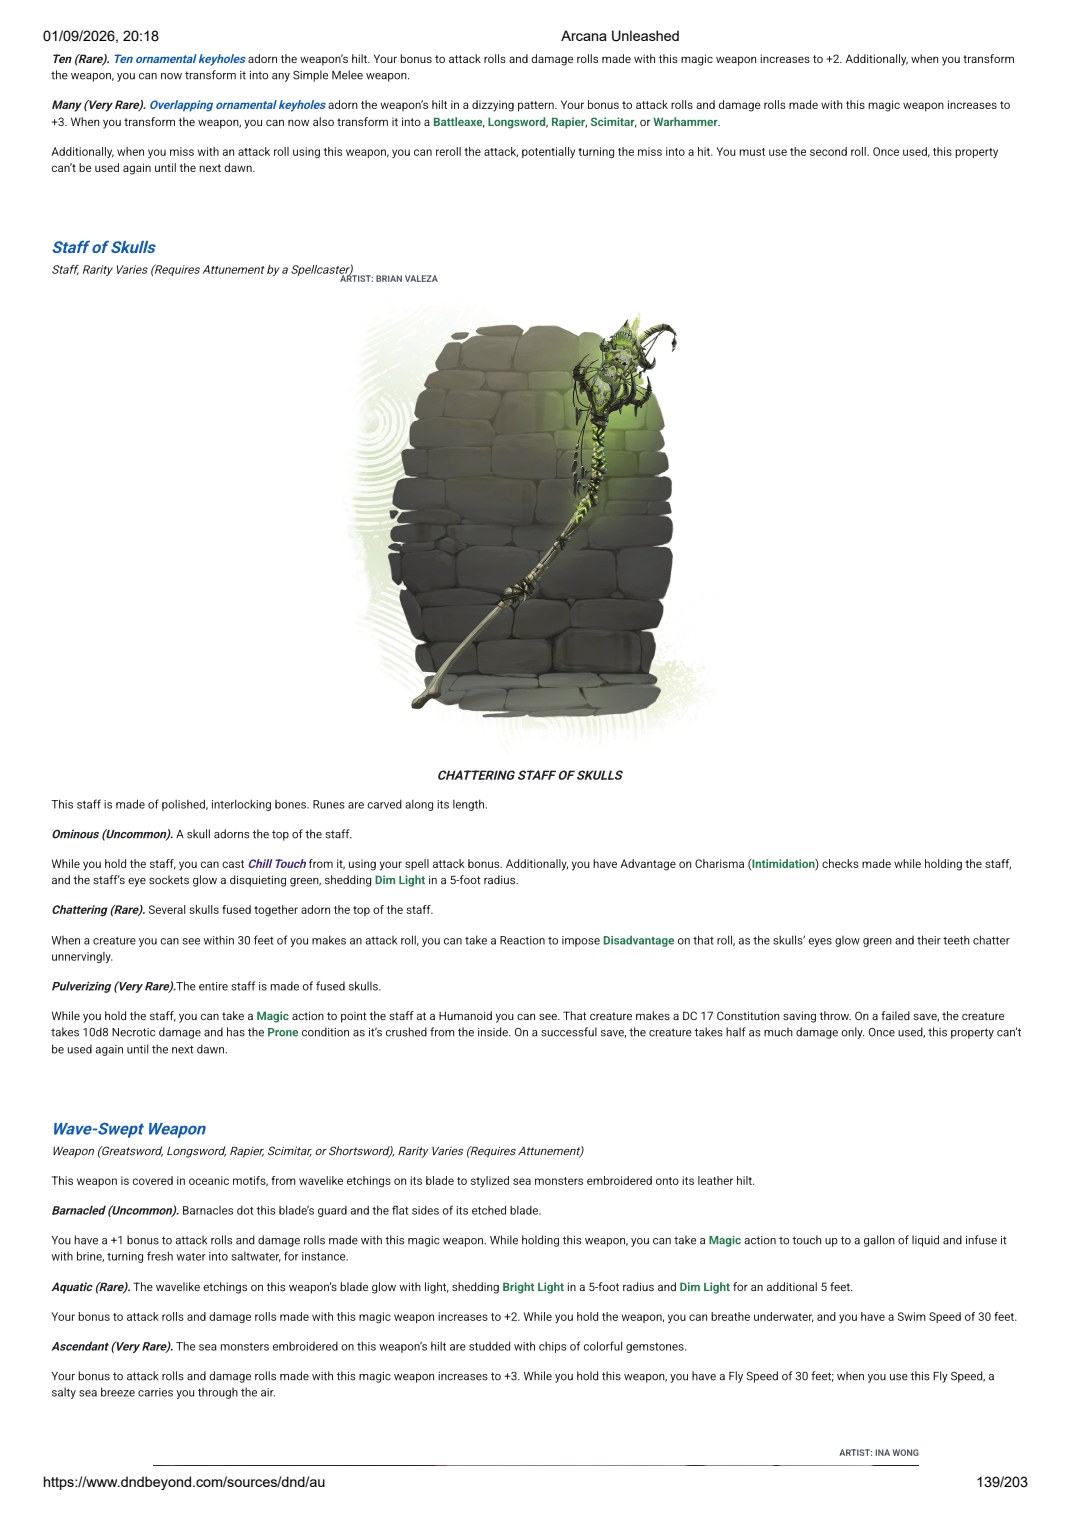 01/09/2026, 20:18
Arcana Unleashed
Ten (Rare). Ten ornamental keyholes adorn the weapon's hilt. Your bonus to attack rolls and damage rolls made with this magic weapon increases to +2. Additionally, when you transform
the weapon, you can now transform it into any Simple Melee weapon.
Many (Very Rare). Overlapping ornamental keyholes adorn the weapon's hilt in a dizzying pattern. Your bonus to attack rolls and damage rolls made with this magic weapon increases to
+3. When you transform the weapon, you can now also transform it into a Battleaxe, Longsword, Rapier, Scimitar, or Warhammer.
Additionally, when you miss with an attack roll using this weapon, you can reroll the attack, potentially turning the miss into a hit. You must use the second roll. Once used, this property
can't be used again until the next dawn.
Staff of Skulls
Staff, Rarity Varies (Requires Attunement by a Spellcaster)
ARTIST: BRIAN VALEZA
CHATTERING STAFF OF SKULLS
This staff is made of polished, interlocking bones. Runes are carved along its length.
Ominous (Uncommon). A skull adorns the top of the staff.
While you hold the staff, you can cast Chill Touch from it, using your spell attack bonus. Additionally, you have Advantage on Charisma (Intimidation) checks made while holding the staff,
and the staff's eye sockets glow a disquieting green, shedding Dim Light in a 5-foot radius.
Chattering (Rare). Several skulls fused together adorn the top of the staff.
When a creature you can see within 30 feet of you makes an attack roll, you can take a Reaction to impose Disadvantage on that roll, as the skulls' eyes glow green and their teeth chatter
unnervingly.
Pulverizing (Very Rare).The entire staff is made of fused skulls.
While you hold the staff, you can take a Magic action to point the staff at a Humanoid you can see. That creature makes a DC 17 Constitution saving throw. On a failed save, the creature
takes 10d8 Necrotic damage and has the Prone condition as it's crushed from the inside. On a successful save, the creature takes half as much damage only. Once used, this property can't
be used again until the next dawn.
Wave-Swept Weapon
Weapon (Greatsword, Longsword, Rapier, Scimitar, or Shortsword), Rarity Varies (Requires Attunement)
This weapon is covered in oceanic motifs, from wavelike etchings on its blade to stylized sea monsters embroidered onto its leather hilt.
Barnacled (Uncommon). Barnacles dot this blade's guard and the flat sides of its etched blade.
You have a +1 bonus to attack rolls and damage rolls made with this magic weapon. While holding this weapon, you can take a Magic action to touch up to a gallon of liquid and infuse it
with brine, turning fresh water into saltwater, for instance.
Aquatic (Rare). The wavelike etchings on this weapon's blade glow with light, shedding Bright Light in a 5-foot radius and Dim Light for an additional 5 feet.
Your bonus to attack rolls and damage rolls made with this magic weapon increases to +2. While you hold the weapon, you can breathe underwater, and you have a Swim Speed of 30 feet.
Ascendant (Very Rare). The sea monsters embroidered on this weapon's hilt are studded with chips of colorful gemstones.
Your bonus to attack rolls and damage rolls made with this magic weapon increases to +3. While you hold this weapon, you have a Fly Speed of 30 feet; when you use this Fly Speed, a
salty sea breeze carries you through the air.
ARTIST: INA WONG
https://www.dndbeyond.com/sources/dnd/au
139/203